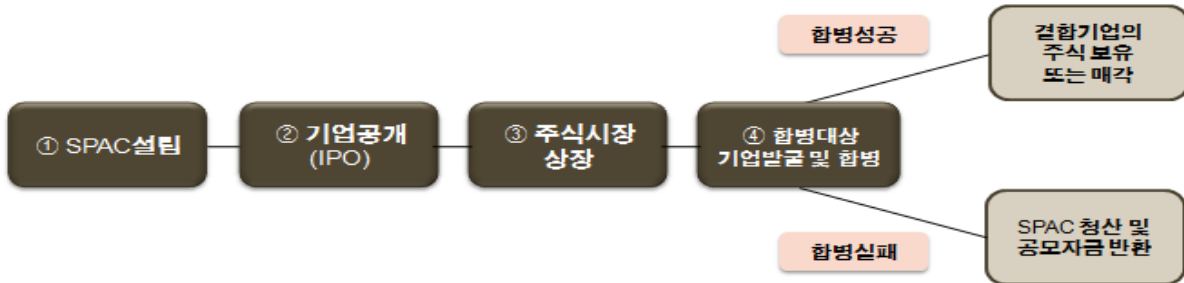 ① SPAC설립
② 기업공개
(IPO)
③ 주식시장
상장
④ 합병대상
기업발굴 및 합병
합병성공
결합기업의
주식 보유
또는 매각
합병실패
SPAC 청산 및
공모자금 반환